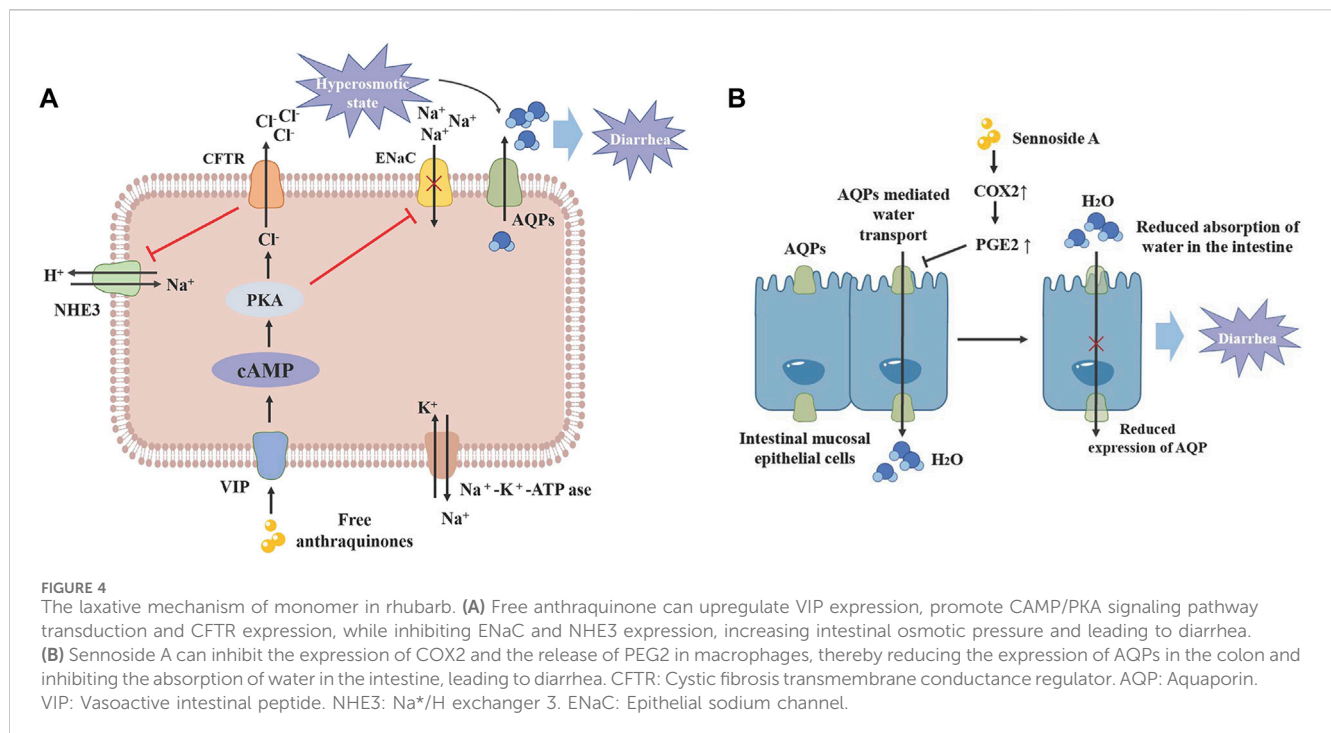 A
Hyperosmotic
state
Cl⁻ Cl⁻
Cl⁻
Na⁺
Na⁺
Na⁺
CFTR
ENaC
Diarrhea
AQPs
Cl⁻
H⁺
Na⁺
NHE3
PKA
cAMP
K⁺
VIP
Na⁺-K⁺-ATP ase
Free
anthraquinones
Na⁺
B
Sennoside A
COX2↑
PGE2 ↑
AQPs mediated
water
transport
AQPs
H2O
Reduced absorption of
water in the intestine
Diarrhea
Intestinal mucosal
epithelial cells
H2O
Reduced
expression of AQP
FIGURE 4
The laxative mechanism of monomer in rhubarb. (A) Free anthraquinone can upregulate VIP expression, promote CAMP/PKA signaling pathway
transduction and CFTR expression, while inhibiting ENaC and NHE3 expression, increasing intestinal osmotic pressure and leading to diarrhea.
(B) Sennoside A can inhibit the expression of COX2 and the release of PEG2 in macrophages, thereby reducing the expression of AQPs in the colon and
inhibiting the absorption of water in the intestine, leading to diarrhea. CFTR: Cystic fibrosis transmembrane conductance regulator. AQP: Aquaporin.
VIP: Vasoactive intestinal peptide. NHE3: Na*/H exchanger 3. ENaC: Epithelial sodium channel.